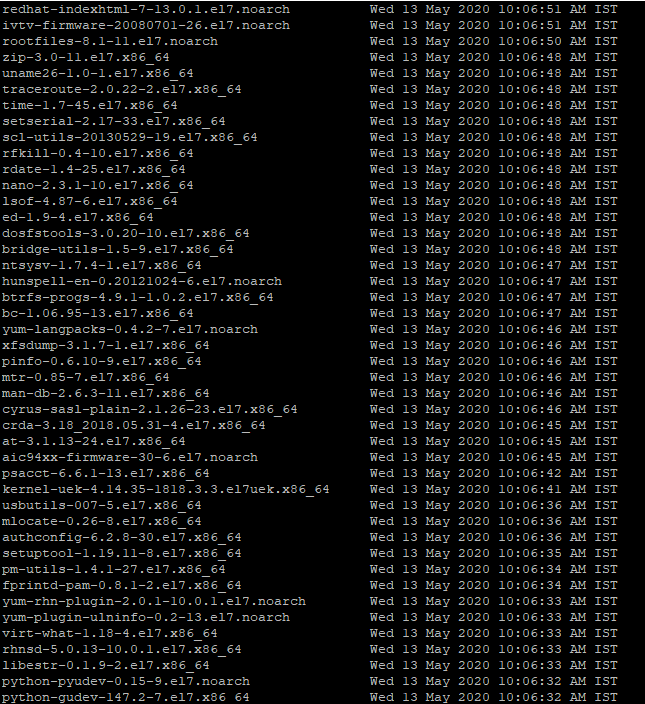 redhat-indexhtml-7-13.0.1.el7.noarch Wed 13 May 2020 10:06:51 AM IST
ivtv-firmware-20080701-26.el7.noarch Wed 13 May 2020 10:06:51 AM IST
rootfiles-8.1-11.el7.noarch Wed 13 May 2020 10:06:50 AM IST
zip-3.0-11.el7.x86_64 Wed 13 May 2020 10:06:48 AM IST
uname26-1.0-1.el7.x86_64 Wed 13 May 2020 10:06:48 AM IST
traceroute-2.0.22-2.el7.x86_64 Wed 13 May 2020 10:06:48 AM IST
time-1.7-45.el7.x86_64 Wed 13 May 2020 10:06:48 AM IST
setserial-2.17-33.el7.x86_64 Wed 13 May 2020 10:06:48 AM IST
scl-utils-20130529-19.el7.x86_64 Wed 13 May 2020 10:06:48 AM IST
rfkill-0.4-10.el7.x86_64 Wed 13 May 2020 10:06:48 AM IST
rdate-1.4-25.el7.x86_64 Wed 13 May 2020 10:06:48 AM IST
nano-2.3.1-10.el7.x86_64 Wed 13 May 2020 10:06:48 AM IST
lsof-4.87-6.el7.x86_64 Wed 13 May 2020 10:06:48 AM IST
ed-1.9-4.el7.x86_64 Wed 13 May 2020 10:06:48 AM IST
dosfstools-3.0.20-10.el7.x86_64 Wed 13 May 2020 10:06:48 AM IST
bridge-utils-1.5-9.el7.x86_64 Wed 13 May 2020 10:06:48 AM IST
ntsysv-1.7.4-1.el7.x86_64 Wed 13 May 2020 10:06:47 AM IST
hunspell-en-0.20121024-6.el7.noarch Wed 13 May 2020 10:06:47 AM IST
btrfs-progs-4.9.1-1.0.2.el7.x86_64 Wed 13 May 2020 10:06:47 AM IST
bc-1.06.95-13.el7.x86_64 Wed 13 May 2020 10:06:47 AM IST
yum-langpacks-0.4.2-7.el7.noarch Wed 13 May 2020 10:06:46 AM IST
xfsdump-3.1.7-1.el7.x86_64 Wed 13 May 2020 10:06:46 AM IST
pinfo-0.6.10-9.el7.x86_64 Wed 13 May 2020 10:06:46 AM IST
mtr-0.85-7.el7.x86_64 Wed 13 May 2020 10:06:46 AM IST
man-db-2.6.3-11.el7.x86_64 Wed 13 May 2020 10:06:46 AM IST
cyrus-sasl-plain-2.1.26-23.el7.x86_64 Wed 13 May 2020 10:06:46 AM IST
crda-3.18_2018.05.31-4.el7.x86_64 Wed 13 May 2020 10:06:45 AM IST
at-3.1.13-24.el7.x86_64 Wed 13 May 2020 10:06:45 AM IST
aic94xx-firmware-30-6.el7.noarch Wed 13 May 2020 10:06:45 AM IST
psacct-6.6.1-13.el7.x86_64 Wed 13 May 2020 10:06:42 AM IST
kernel-uek-4.14.35-1818.3.3.el7uek.x86_64 Wed 13 May 2020 10:06:41 AM IST
usbutils-007-5.el7.x86_64 Wed 13 May 2020 10:06:36 AM IST
mlocate-0.26-8.el7.x86_64 Wed 13 May 2020 10:06:36 AM IST
authconfig-6.2.8-30.el7.x86_64 Wed 13 May 2020 10:06:36 AM IST
setuptool-1.19.11-8.el7.x86_64 Wed 13 May 2020 10:06:35 AM IST
pm-utils-1.4.1-27.el7.x86_64 Wed 13 May 2020 10:06:34 AM IST
fprintd-pam-0.8.1-2.el7.x86_64 Wed 13 May 2020 10:06:34 AM IST
yum-rhn-plugin-2.0.1-10.0.1.el7.noarch Wed 13 May 2020 10:06:33 AM IST
yum-plugin-ulninfo-0.2-13.el7.noarch Wed 13 May 2020 10:06:33 AM IST
virt-what-1.18-4.el7.x86_64 Wed 13 May 2020 10:06:33 AM IST
rhnsd-5.0.13-10.0.1.el7.x86_64 Wed 13 May 2020 10:06:33 AM IST
libestr-0.1.9-2.el7.x86_64 Wed 13 May 2020 10:06:33 AM IST
python-pyudev-0.15-9.el7.noarch Wed 13 May 2020 10:06:32 AM IST
python-gudev-147.2-7.el7.x86_64 Wed 13 May 2020 10:06:32 AM IST